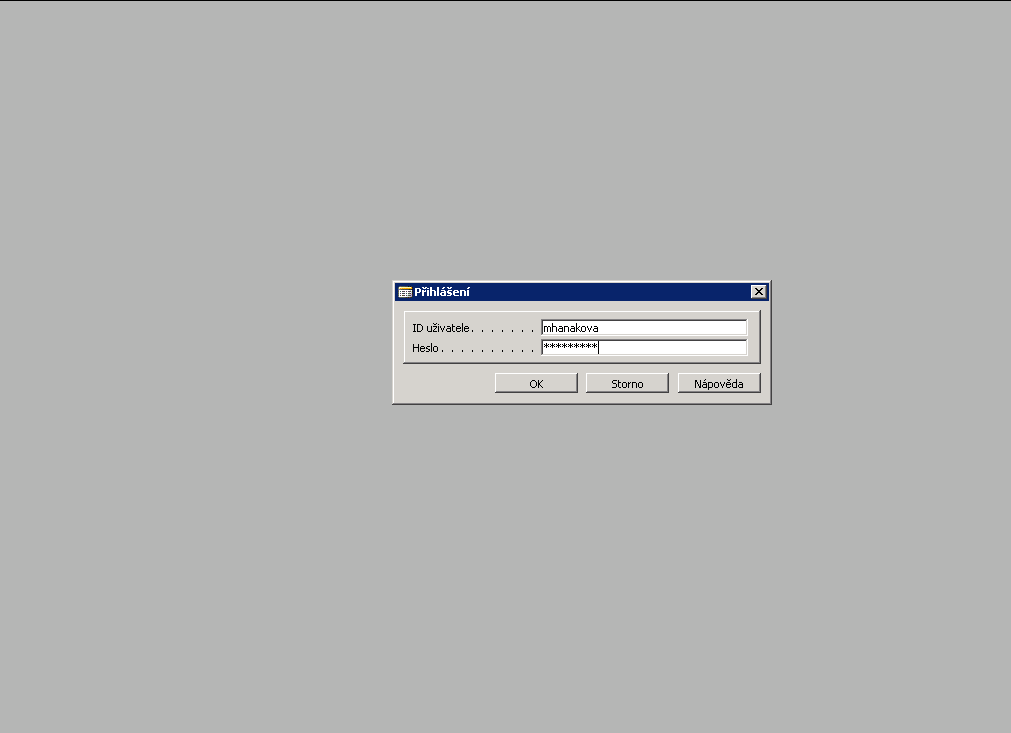 Přihlášení
ID uživatele . . . . . . . mhanakova
Heslo . . . . . . . . . . *********
OK Storno Nápověda